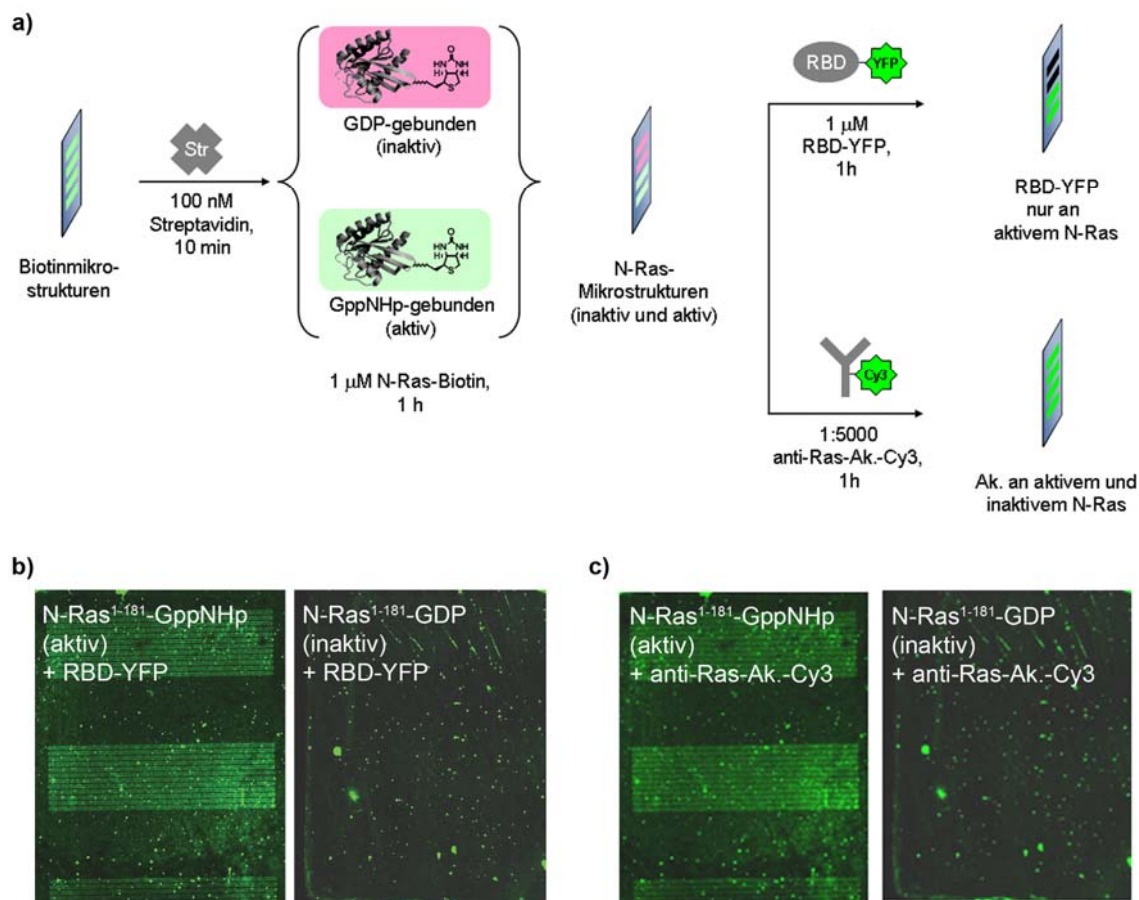 a)
Str
100 nM
Streptavidin,
10 min
Biotinmikro-
strukturen
O
HN NH
H H
S
GDP-gebunden
(inaktiv)
O
HN NH
H H
S
GppNHp-gebunden
(aktiv)
1 µM N-Ras-Biotin,
1 h
N-Ras-
Mikrostrukturen
(inaktiv und aktiv)
RBD YFP
1 µM
RBD-YFP,
1h
RBD-YFP
nur an
aktivem N-Ras
Cy3
1:5000
anti-Ras-Ak.-Cy3,
1h
Ak. an aktivem und
inaktivem N-Ras
b)
N-Ras¹⁻¹⁸¹-GppNHp
(aktiv)
+ RBD-YFP
N-Ras¹⁻¹⁸¹-GDP
(inaktiv)
+ RBD-YFP
c)
N-Ras¹⁻¹⁸¹-GppNHp
(aktiv)
+ anti-Ras-Ak.-Cy3
N-Ras¹⁻¹⁸¹-GDP
(inaktiv)
+ anti-Ras-Ak.-Cy3